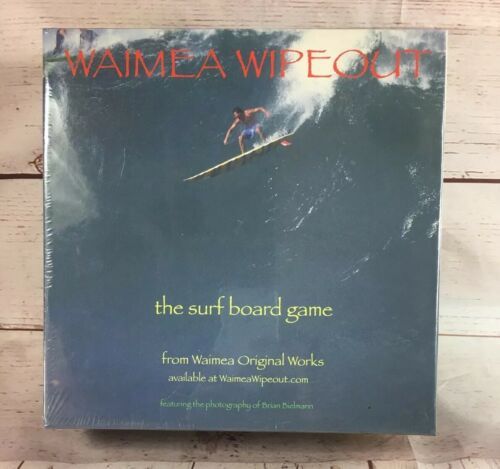 WAIMEA WIPEOUT
the surf board game
from Waimea Original Works
available at WaimeaWipeout.com
featuring the photography of Brian Bielmann